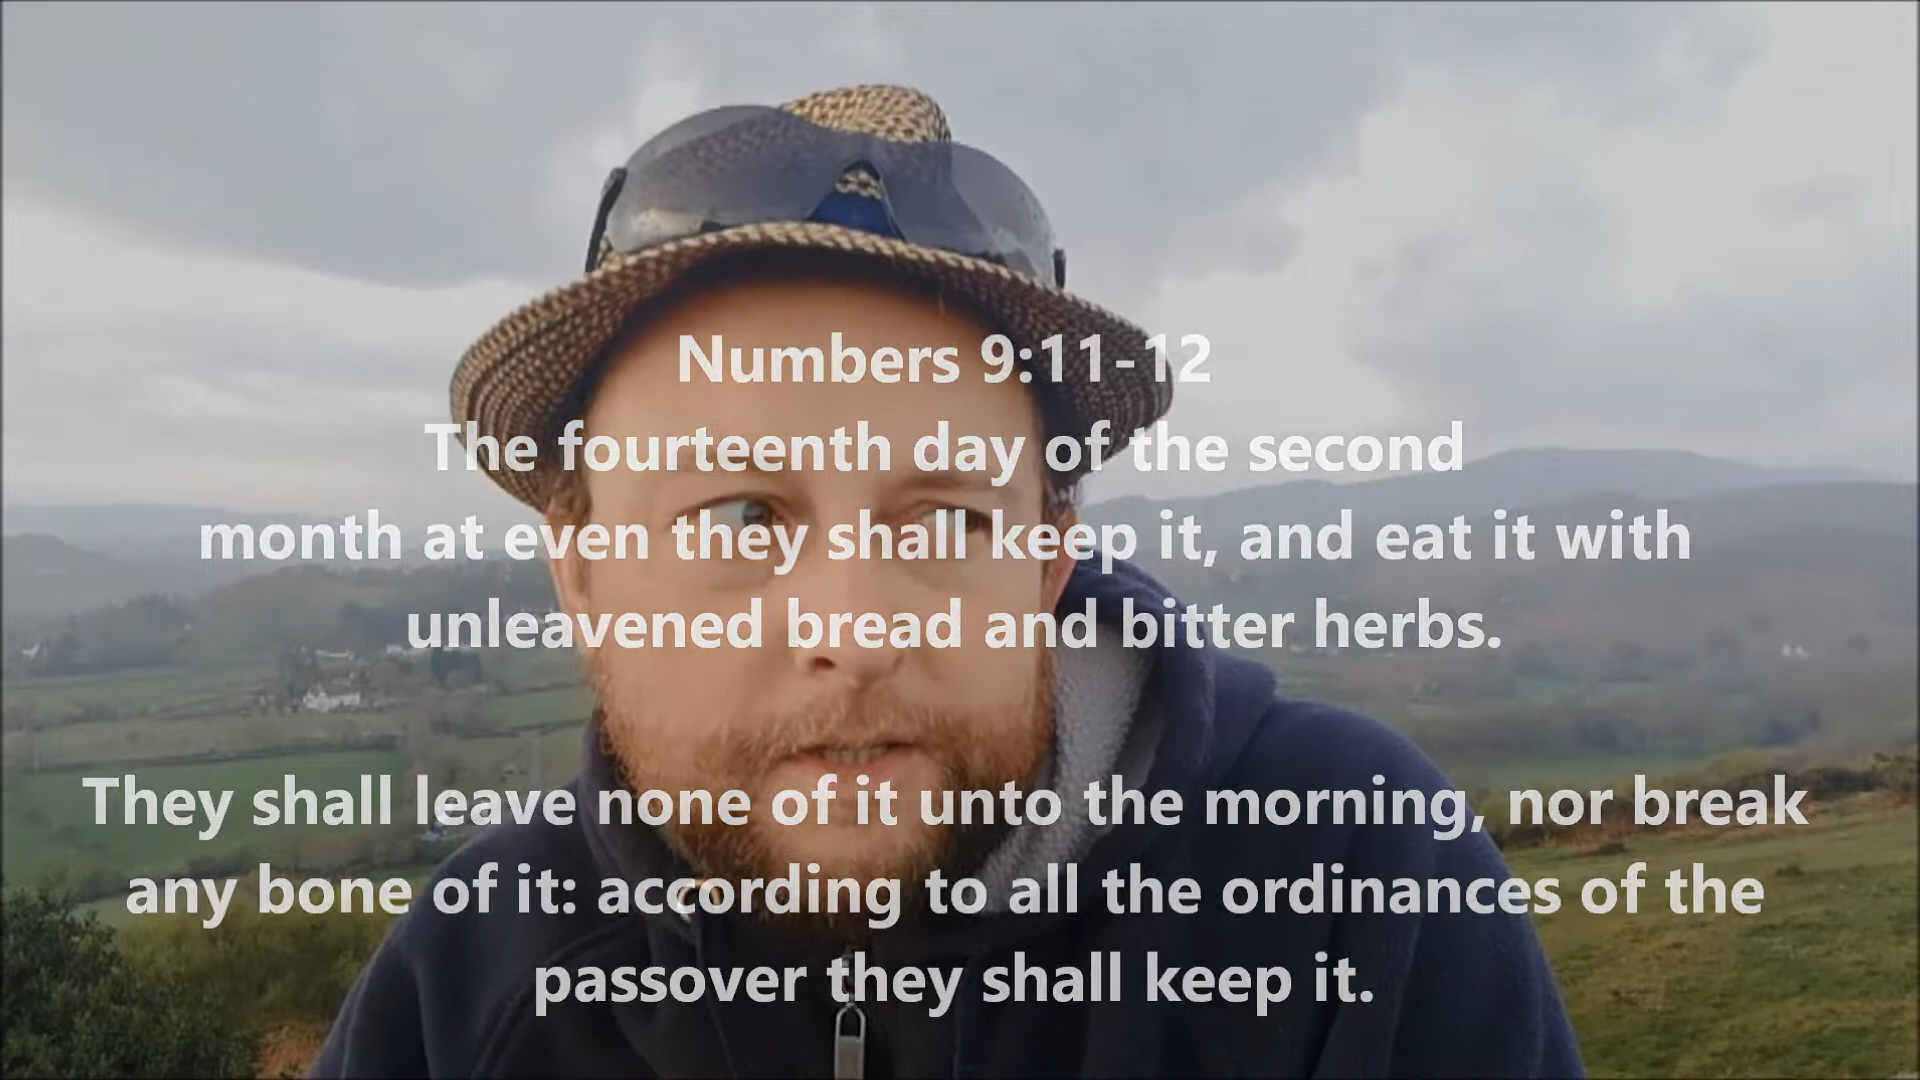 Numbers 9:11-12
The fourteenth day of the second
month at even they shall keep it, and eat it with
unleavened bread and bitter herbs.
They shall leave none of it unto the morning, nor break
any bone of it: according to all the ordinances of the
passover they shall keep it.